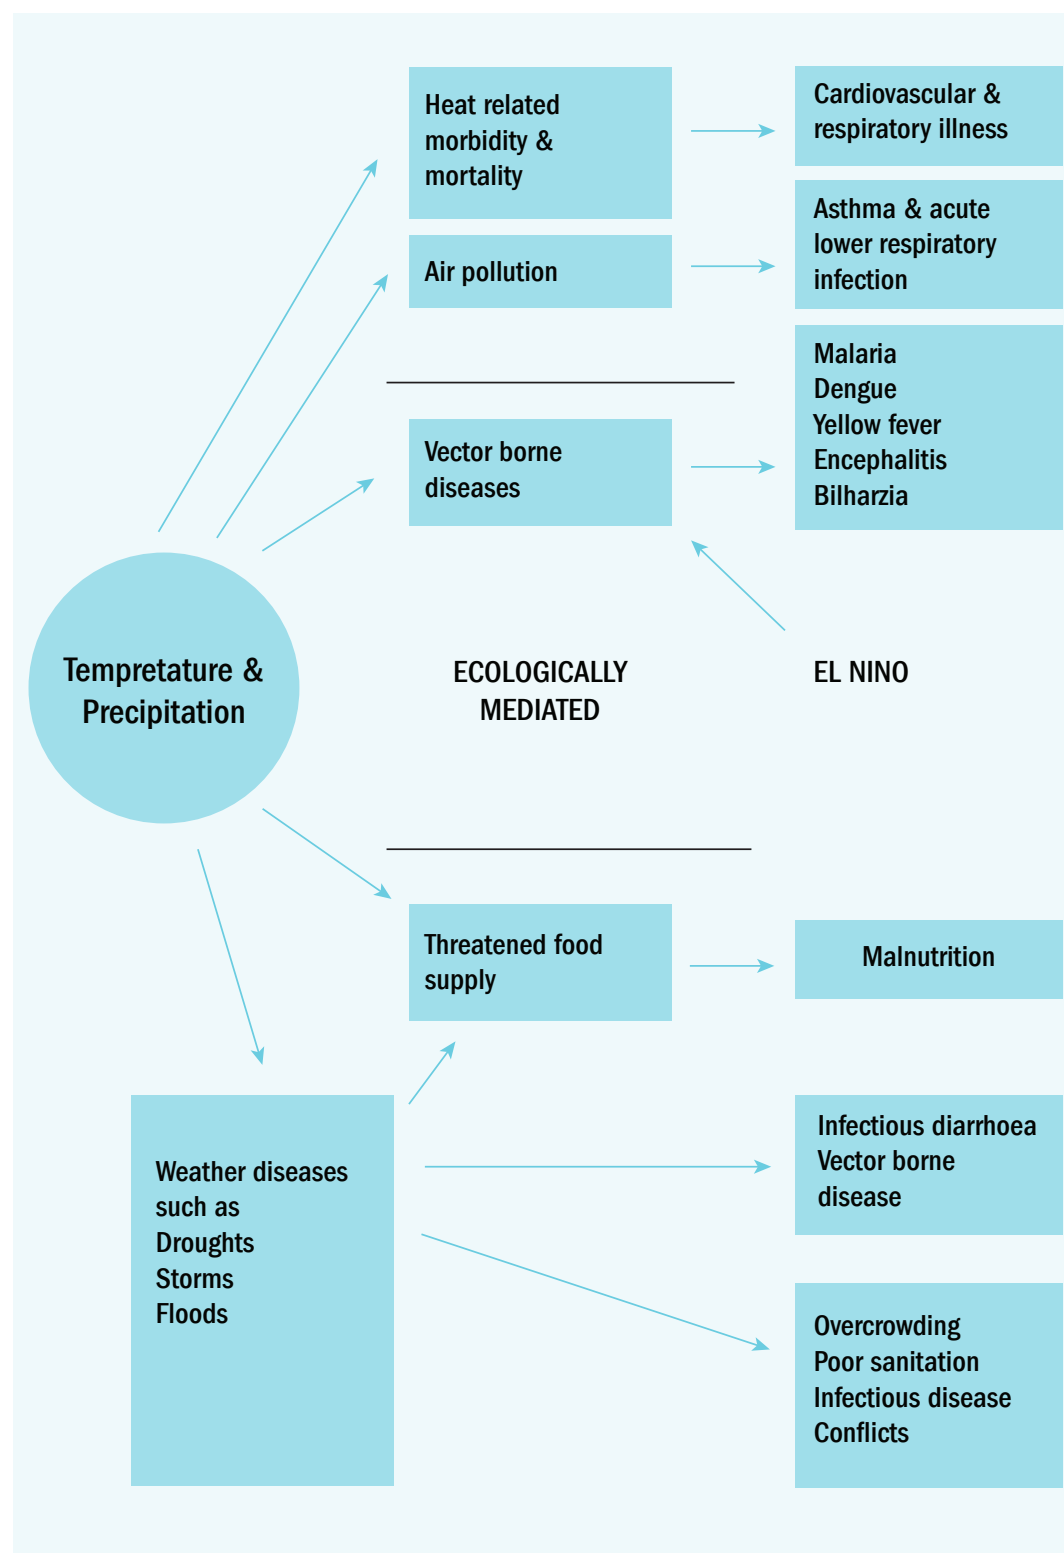 Heat related
morbidity &
mortality
Cardiovascular &
respiratory illness
Air pollution
Asthma & acute
lower respiratory
infection
Vector borne
diseases
Malaria
Dengue
Yellow fever
Encephalitis
Bilharzia
Tempretature &
Precipitation
ECOLOGICALLY
MEDIATED
EL NINO
Threatened food
supply
Malnutrition
Weather diseases
such as
Droughts
Storms
Floods
Infectious diarrhoea
Vector borne
disease
Overcrowding
Poor sanitation
Infectious disease
Conflicts